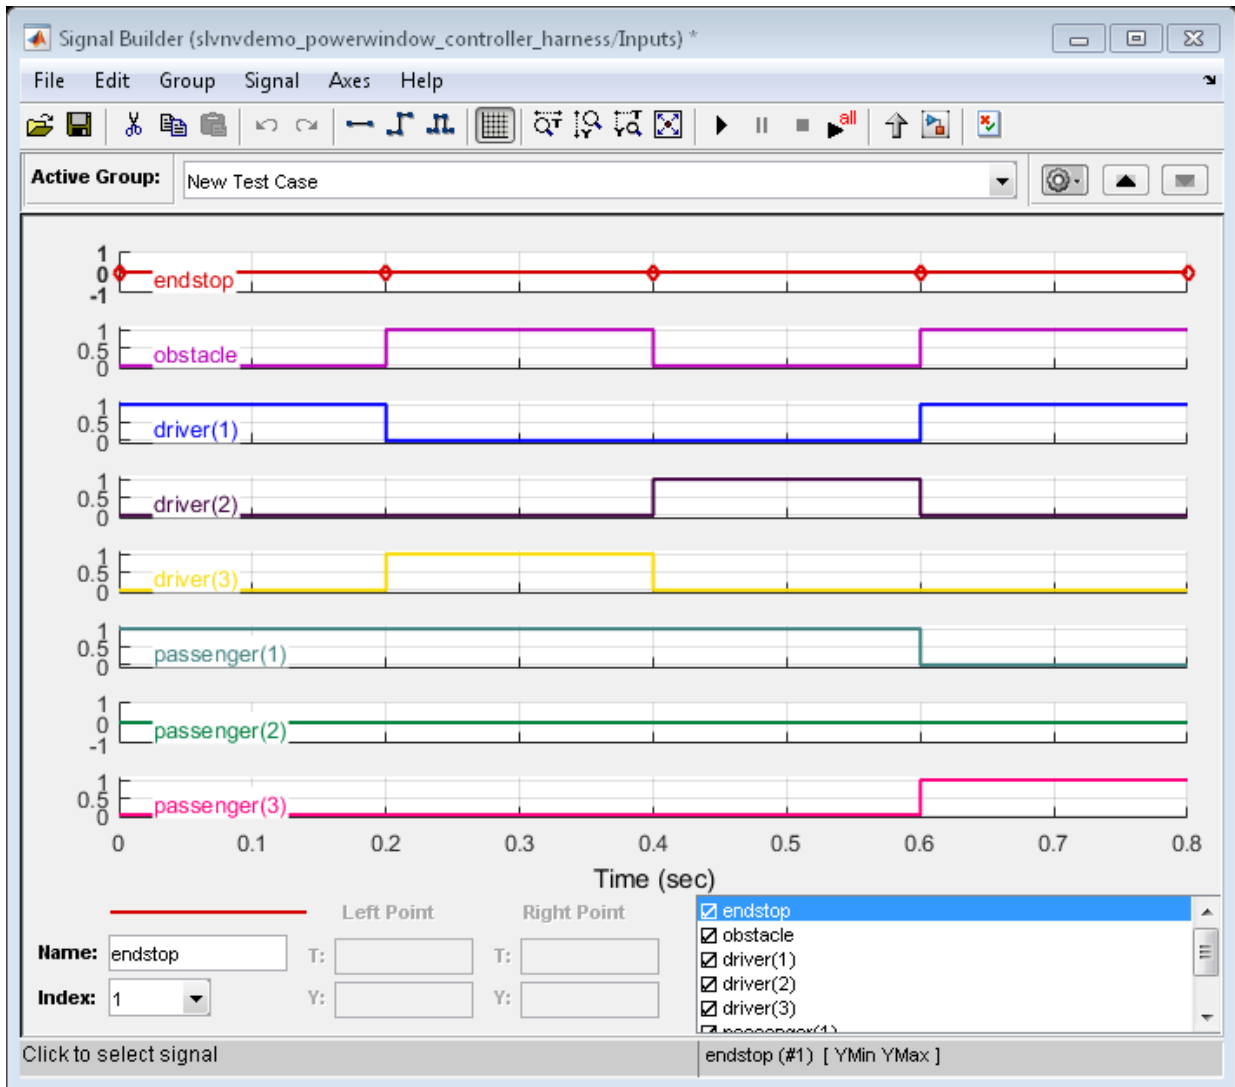 Signal Builder (slvnvdemo_powerwindow_controller_harness/Inputs) *
File Edit Group Signal Axes Help
all
Active Group: New Test Case
1
0
-1
endstop
1
0.5
0
obstacle
1
0.5
0
driver(1)
1
0.5
0
driver(2)
1
0.5
0
driver(3)
1
0.5
0
passenger(1)
1
0
-1
passenger(2)
1
0.5
0
passenger(3)
0 0.1 0.2 0.3 0.4 0.5 0.6 0.7 0.8
Time (sec)
Left Point Right Point
Name: endstop T: T:
Index: 1 Y: Y:
endstop
obstacle
driver(1)
driver(2)
driver(3)
passenger(1)
Click to select signal
endstop (#1) [ YMin YMax ]